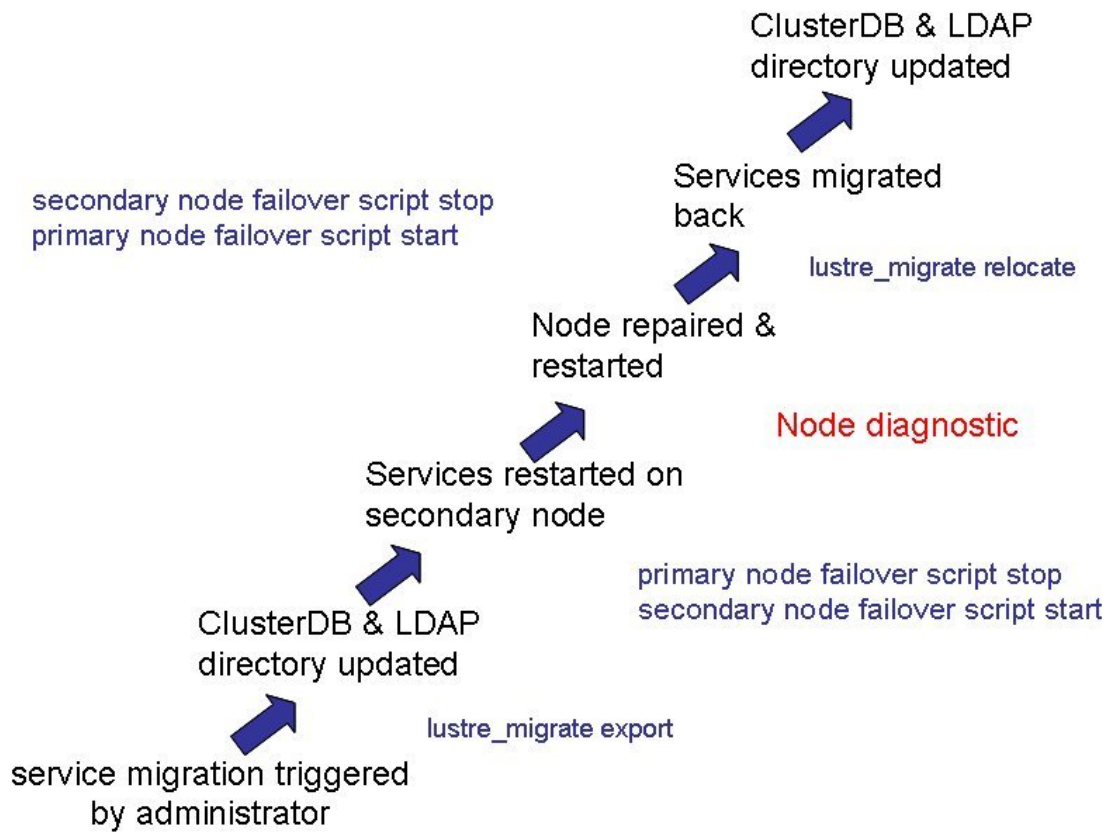 ClusterDB & LDAP
directory updated
Services migrated
back
secondary node failover script stop
primary node failover script start
lustre_migrate relocate
Node repaired &
restarted
Node diagnostic
Services restarted on
secondary node
primary node failover script stop
secondary node failover script start
ClusterDB & LDAP
directory updated
lustre_migrate export
service migration triggered
by administrator